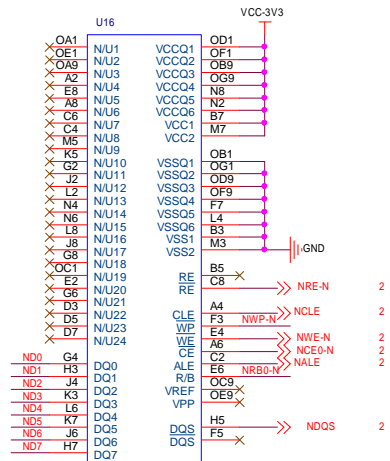 VCC-3V3
U16
OA1 N/U1 VCCQ1 OD1
OE1 N/U2 VCCQ2 OF1
OA9 N/U3 VCCQ3 OB9
A2 N/U4 VCCQ4 OG9
E8 N/U5 VCCQ5 N8
A8 N/U6 VCCQ6 N2
C6 N/U7 VCC1 B7
C4 N/U8 VCC2 M7
M5 N/U9
K5 N/U10 VSSQ1 OB1
G2 N/U11 VSSQ2 OG1
J2 N/U12 VSSQ3 OD9
L2 N/U13 VSSQ4 OF9
N4 N/U14 VSSQ5 F7
N6 N/U15 VSSQ6 L4
L8 N/U16 VSS1 B3
J8 N/U17 VSS2 M3 GND
G8 N/U18
OC1 N/U19 RE B5
E2 N/U20 RE C8 NRE-N 2
G6 N/U21
D3 N/U22 CLE A4 NCLE 2
D5 N/U23 WP F3 NWP-N
D7 N/U24 WE E4 NWE-N 2
CE A6 NCE0-N 2
ND0 G4 DQ0 ALE C2 NALE 2
ND1 H3 DQ1 R/B E6 NRB0-N
ND2 J4 DQ2 VREF OC9
ND3 K3 DQ3 VPP OE9
ND4 L6 DQ4
ND5 K7 DQ5 DQS H5 NDQS 2
ND6 J6 DQ6 DQS F5
ND7 H7 DQ7